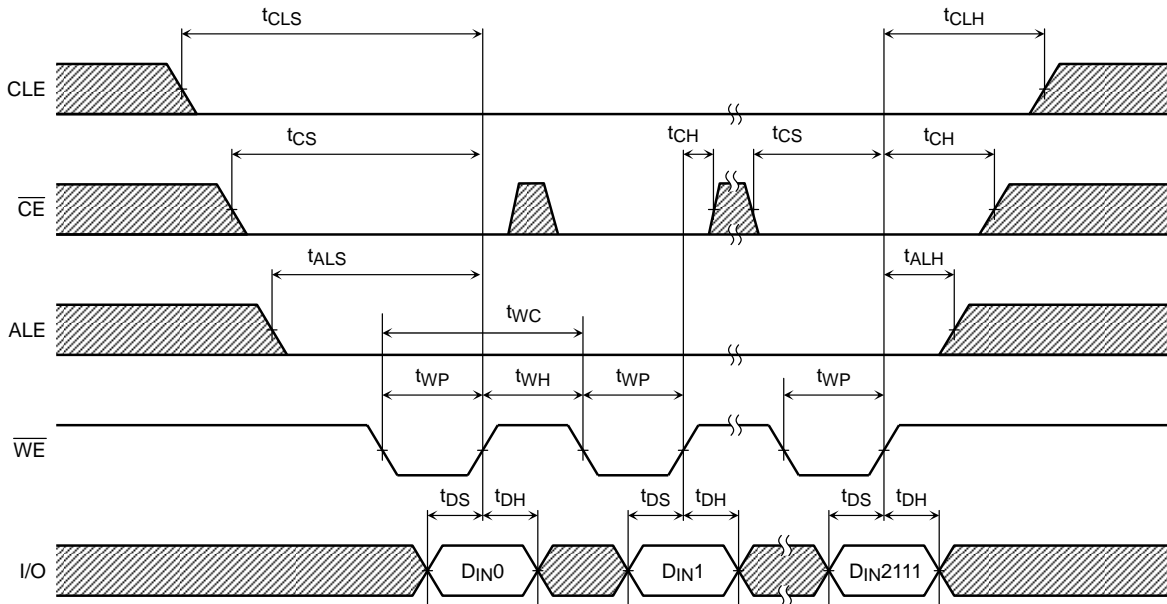 tCLS tCLH
CLE
tCS tCH tCS tCH
CE
tALS tALH
tWC
ALE
tWP tWH tWP tWP
WE
tDS tDH tDS tDH tDS tDH
I/O DIN0 DIN1 DIN2111